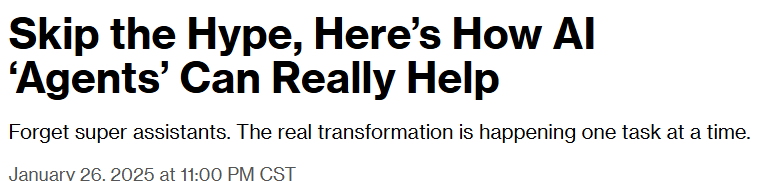 Skip the Hype, Here’s How AI
‘Agents’ Can Really Help
Forget super assistants. The real transformation is happening one task at a time.
January 26, 2025 at 11:00 PM CST